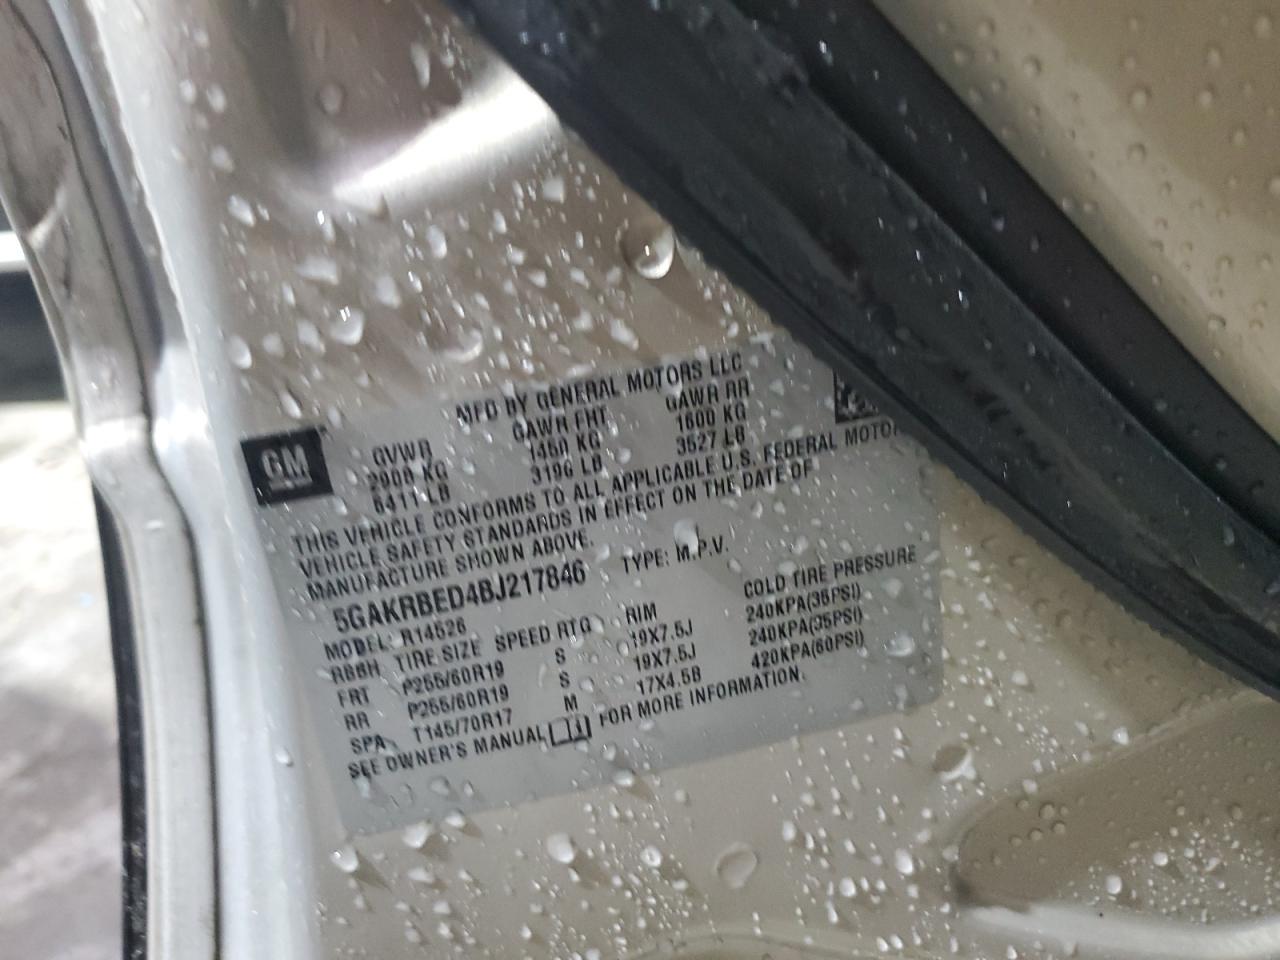 MFD BY GENERAL MOTORS LLC
GM
GVWR GAWR FRT GAWR RR
2908 KG 1450 KG 1600 KG
6411 LB 3196 LB 3527 LB
THIS VEHICLE CONFORMS TO ALL APPLICABLE U.S. FEDERAL MOTOR
VEHICLE SAFETY STANDARDS IN EFFECT ON THE DATE OF
MANUFACTURE SHOWN ABOVE.
5GAKRBED4BJ217846 TYPE: M.P.V.
MODEL: R14526
TIRE SIZE SPEED RTG RIM COLD TIRE PRESSURE
FRT P255/60R19 S 19X7.5J 240KPA(35PSI)
RR P255/60R19 S 19X7.5J 240KPA(35PSI)
SPA T145/70R17 M 17X4.5B 420KPA(60PSI)
SEE OWNER'S MANUAL FOR MORE INFORMATION.